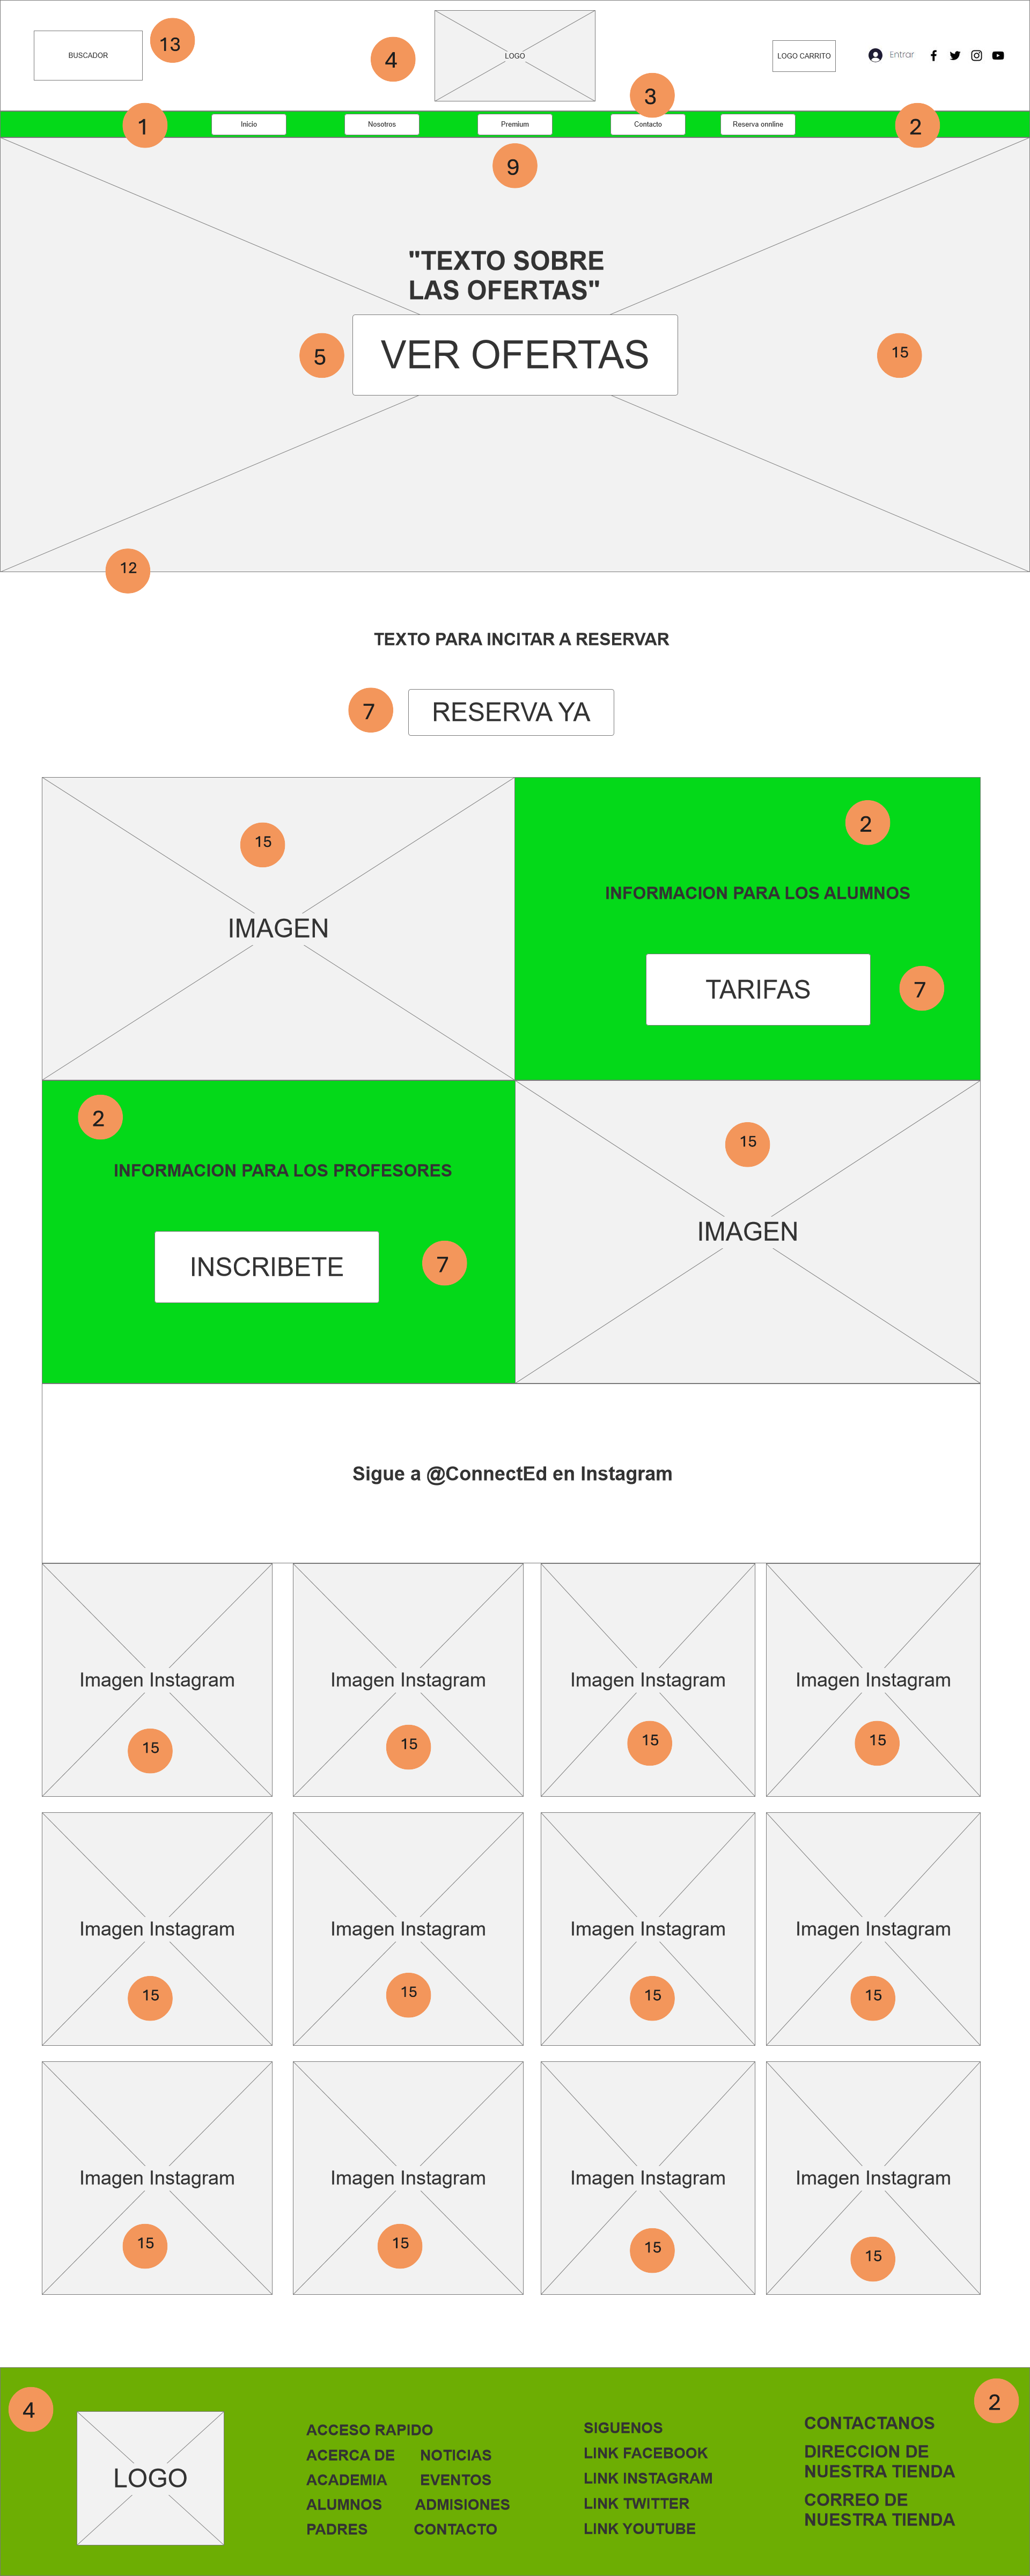 BUSCADOR
13
4
LOGO
LOGO CARRITO
Entrar
3
1
Inicio
Nosotros
Premium
Contacto
Reserva onnline
2
9
"TEXTO SOBRE
LAS OFERTAS"
5
VER OFERTAS
15
12
TEXTO PARA INCITAR A RESERVAR
7
RESERVA YA
15
IMAGEN
2
INFORMACION PARA LOS ALUMNOS
TARIFAS
7
2
INFORMACION PARA LOS PROFESORES
INSCRIBETE
7
15
IMAGEN
Sigue a @ConnectEd en Instagram
Imagen Instagram
15
Imagen Instagram
15
Imagen Instagram
15
Imagen Instagram
15
Imagen Instagram
15
Imagen Instagram
15
Imagen Instagram
15
Imagen Instagram
15
Imagen Instagram
15
Imagen Instagram
15
Imagen Instagram
15
Imagen Instagram
15
4
LOGO
ACCESO RAPIDO
ACERCA DE NOTICIAS
ACADEMIA EVENTOS
ALUMNOS ADMISIONES
PADRES CONTACTO
SIGUENOS
LINK FACEBOOK
LINK INSTAGRAM
LINK TWITTER
LINK YOUTUBE
2
CONTACTANOS
DIRECCION DE
NUESTRA TIENDA
CORREO DE
NUESTRA TIENDA